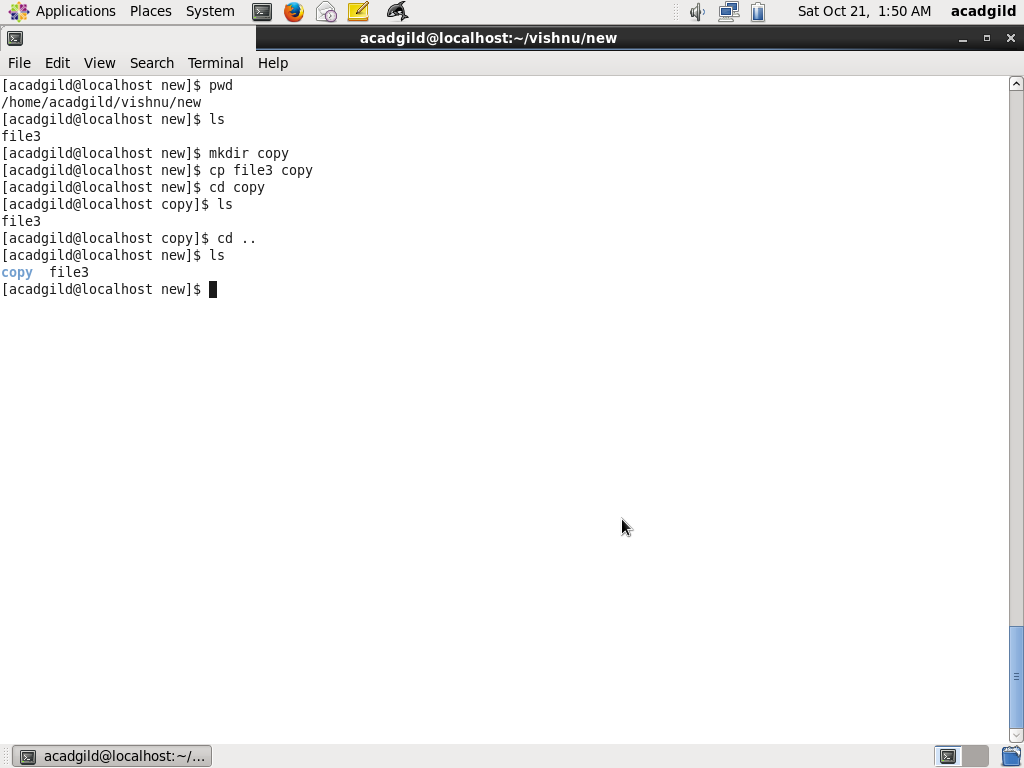 Applications Places System Sat Oct 21, 1:50 AM acadgild
acadgild@localhost:~/vishnu/new
File Edit View Search Terminal Help
[acadgild@localhost new]$ pwd
/home/acadgild/vishnu/new
[acadgild@localhost new]$ ls
file3
[acadgild@localhost new]$ mkdir copy
[acadgild@localhost new]$ cp file3 copy
[acadgild@localhost new]$ cd copy
[acadgild@localhost copy]$ ls
file3
[acadgild@localhost copy]$ cd ..
[acadgild@localhost new]$ ls
copy  file3
[acadgild@localhost new]$
acadgild@localhost:~/...